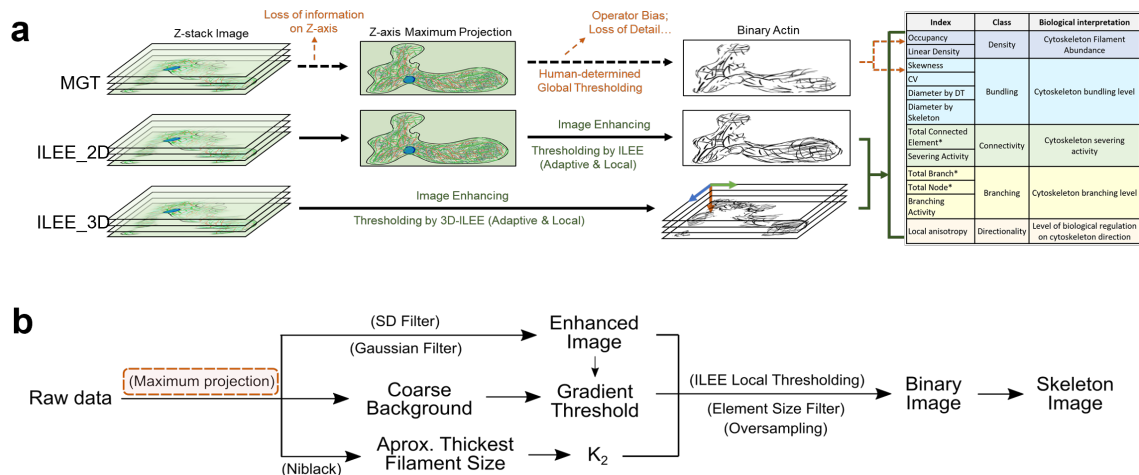 a
Z-stack Image
Loss of information
on Z-axis
Z-axis Maximum Projection
Operator Bias;
Loss of Detail...
Binary Actin
MGT
Human-determined
Global Thresholding
ILEE_2D
Image Enhancing
Thresholding by ILEE
(Adaptive & Local)
ILEE_3D
Image Enhancing
Thresholding by 3D-ILEE (Adaptive & Local)
Index Class Biological interpretation
Occupancy
Linear Density
Density
Cytoskeleton Filament
Abundance
Skewness
CV
Diameter by DT
Diameter by
Skeleton
Bundling
Cytoskeleton bundling level
Total Connected
Element*
Severing Activity
Connectivity
Cytoskeleton severing
activity
Total Branch*
Total Node*
Branching
Activity
Branching
Cytoskeleton branching level
Local anisotropy
Directionality
Level of biological regulation
on cytoskeleton direction
b
Raw data
(Maximum projection)
(SD Filter)
(Gaussian Filter)
Enhanced
Image
Coarse
Background
Gradient
Threshold
(Niblack)
Aprox. Thickest
Filament Size
K2
(ILEE Local Thresholding)
(Element Size Filter)
(Oversampling)
Binary
Image
Skeleton
Image